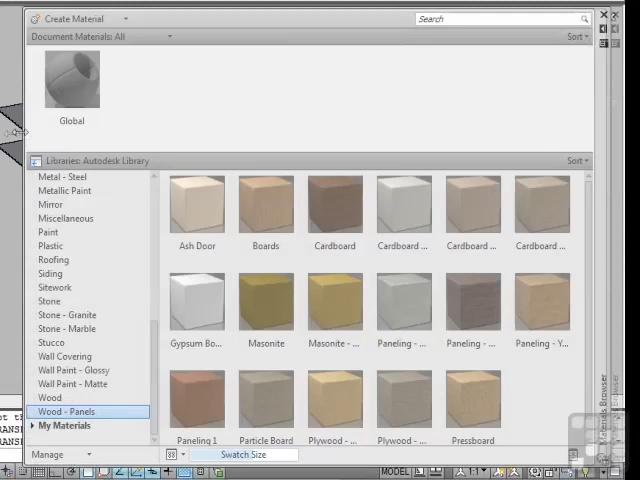 Create Material
Search
Document Materials: All
Sort
Global
Libraries: Autodesk Library
Sort
Metal - Steel
Metallic Paint
Mirror
Miscellaneous
Paint
Plastic
Roofing
Siding
Sitework
Stone
Stone - Granite
Stone - Marble
Stucco
Wall Covering
Wall Paint - Glossy
Wall Paint - Matte
Wood
Wood - Panels
My Materials
Ash Door
Boards
Cardboard
Cardboard ...
Cardboard ...
Cardboard ...
Gypsum Bo...
Masonite
Masonite - ...
Paneling - ...
Paneling - ...
Paneling - Y...
Paneling 1
Particle Board
Plywood - ...
Plywood - ...
Pressboard
Manage
Swatch Size
Materials Browser
MODEL
1:1